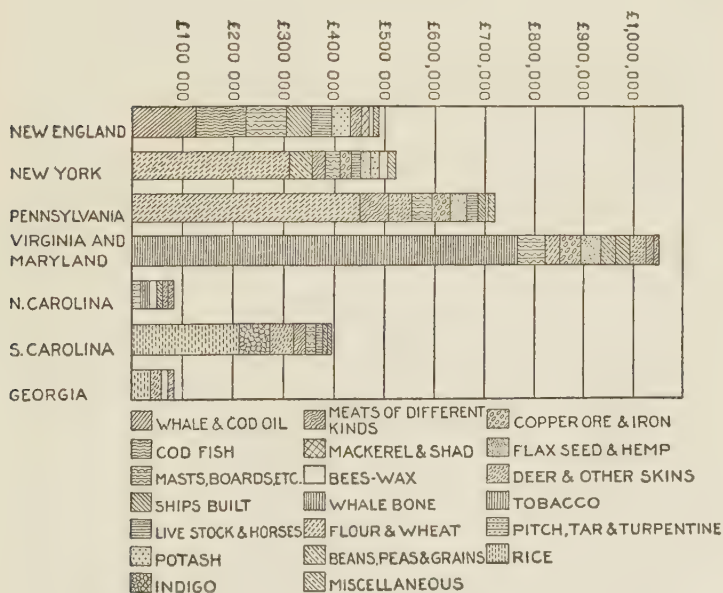 £100 000
£200 000
£300 000
£400 000
£500 000
£600,000
£700,000
£800,000
£900,000
£1,000,000
NEW ENGLAND
NEW YORK
PENNSYLVANIA
VIRGINIA AND
MARYLAND
N. CAROLINA
S. CAROLINA
GEORGIA
WHALE & COD OIL
COD FISH
MASTS, BOARDS, ETC.
SHIPS BUILT
LIVE STOCK & HORSES
POTASH
INDIGO
MEATS OF DIFFERENT
KINDS
MACKEREL & SHAD
BEES-WAX
WHALE BONE
FLOUR & WHEAT
BEANS, PEAS & GRAINS
MISCELLANEOUS
COPPER ORE & IRON
FLAX SEED & HEMP
DEER & OTHER SKINS
TOBACCO
PITCH, TAR & TURPENTINE
RICE